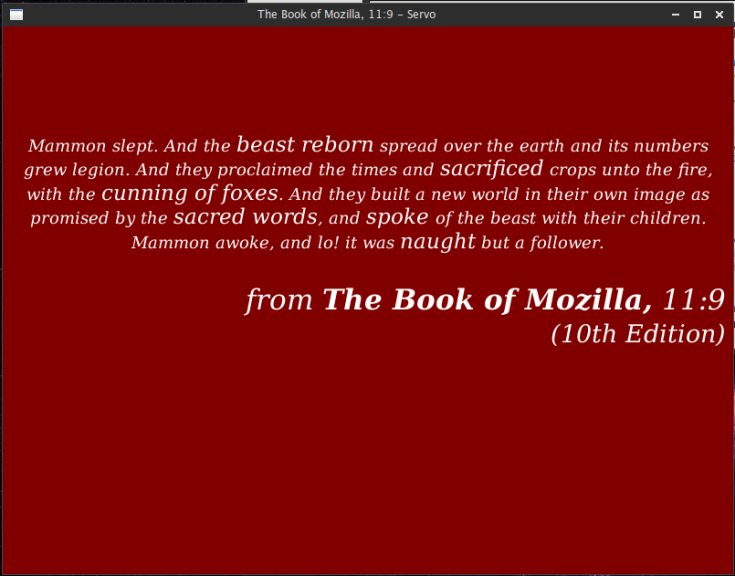 The Book of Mozilla, 11:9 – Servo
Mammon slept. And the beast reborn spread over the earth and its numbers
grew legion. And they proclaimed the times and sacrificed crops unto the fire,
with the cunning of foxes. And they built a new world in their own image as
promised by the sacred words, and spoke of the beast with their children.
Mammon awoke, and lo! it was naught but a follower.
from The Book of Mozilla, 11:9
(10th Edition)